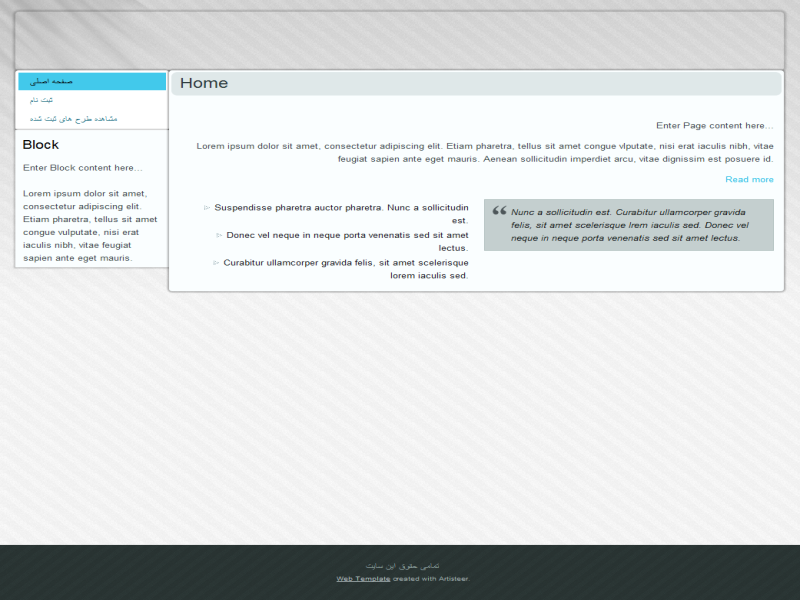 صفحه اصلی
ثبت نام
مشاهده طرح های ثبت شده
Block
Enter Block content here...
Lorem ipsum dolor sit amet,
consectetur adipiscing elit.
Etiam pharetra, tellus sit amet
congue vulputate, nisi erat
iaculis nibh, vitae feugiat
sapien ante eget mauris.
Home
Enter Page content here...
Lorem ipsum dolor sit amet, consectetur adipiscing elit. Etiam pharetra, tellus sit amet congue vlputate, nisi erat iaculis nibh, vitae
feugiat sapien ante eget mauris. Aenean sollicitudin imperdiet arcu, vitae dignissim est posuere id.
Read more
Suspendisse pharetra auctor pharetra. Nunc a sollicitudin
est.
Donec vel neque in neque porta venenatis sed sit amet
lectus.
Curabitur ullamcorper gravida felis, sit amet scelerisque
lorem iaculis sed.
Nunc a sollicitudin est. Curabitur ullamcorper gravida
felis, sit amet scelerisque lrem iaculis sed. Donec vel
neque in neque porta venenatis sed sit amet lectus.
تمامی حقوق این سایت
Web Template created with Artisteer.